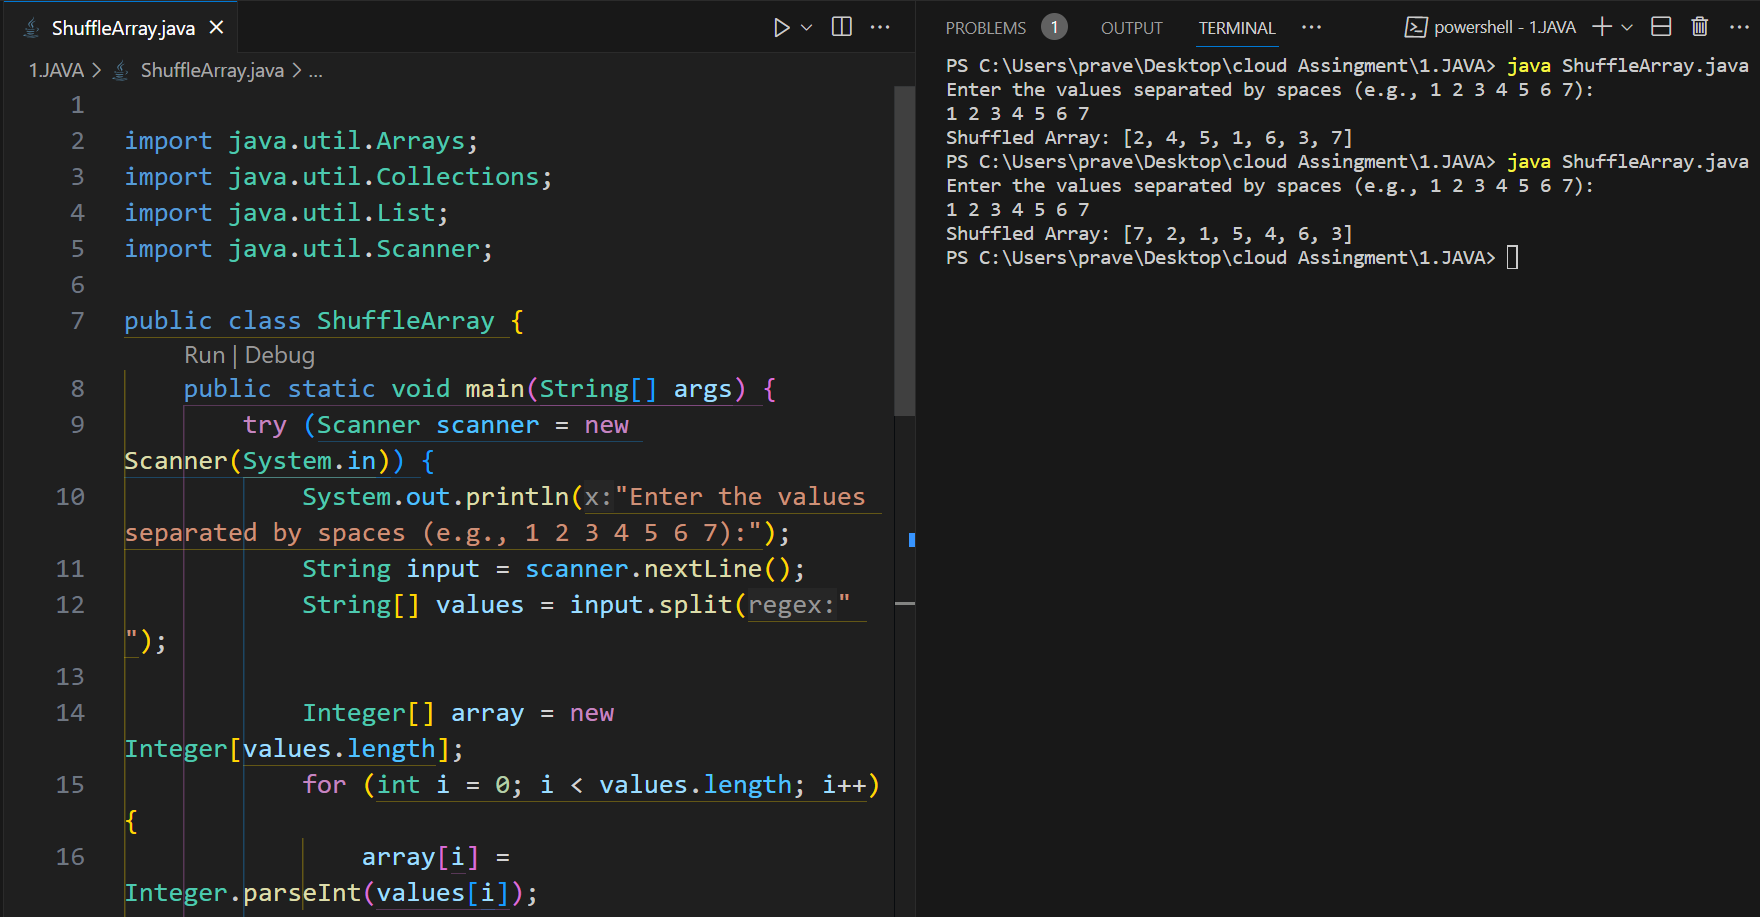 ShuffleArray.java
1.JAVA > ShuffleArray.java > ...
1
2 import java.util.Arrays;
3 import java.util.Collections;
4 import java.util.List;
5 import java.util.Scanner;
6
7 public class ShuffleArray {
Run | Debug
8 public static void main(String[] args) {
9 try (Scanner scanner = new
Scanner(System.in)) {
10 System.out.println(x:"Enter the values
separated by spaces (e.g., 1 2 3 4 5 6 7):");
11 String input = scanner.nextLine();
12 String[] values = input.split(regex:"
");
13
14 Integer[] array = new
Integer[values.length];
15 for (int i = 0; i < values.length; i++)
{
16 array[i] =
Integer.parseInt(values[i]);
PROBLEMS 1 OUTPUT TERMINAL ... powershell - 1.JAVA
PS C:\Users\prave\Desktop\cloud Assingment\1.JAVA> java ShuffleArray.java
Enter the values separated by spaces (e.g., 1 2 3 4 5 6 7):
1 2 3 4 5 6 7
Shuffled Array: [2, 4, 5, 1, 6, 3, 7]
PS C:\Users\prave\Desktop\cloud Assingment\1.JAVA> java ShuffleArray.java
Enter the values separated by spaces (e.g., 1 2 3 4 5 6 7):
1 2 3 4 5 6 7
Shuffled Array: [7, 2, 1, 5, 4, 6, 3]
PS C:\Users\prave\Desktop\cloud Assingment\1.JAVA>